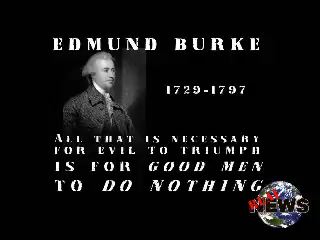 EDMUND BURKE
1729-1797
ALL THAT IS NECESSARY
FOR EVIL TO TRIUMPH
IS FOR GOOD MEN
TO DO NOTHING
NEWS